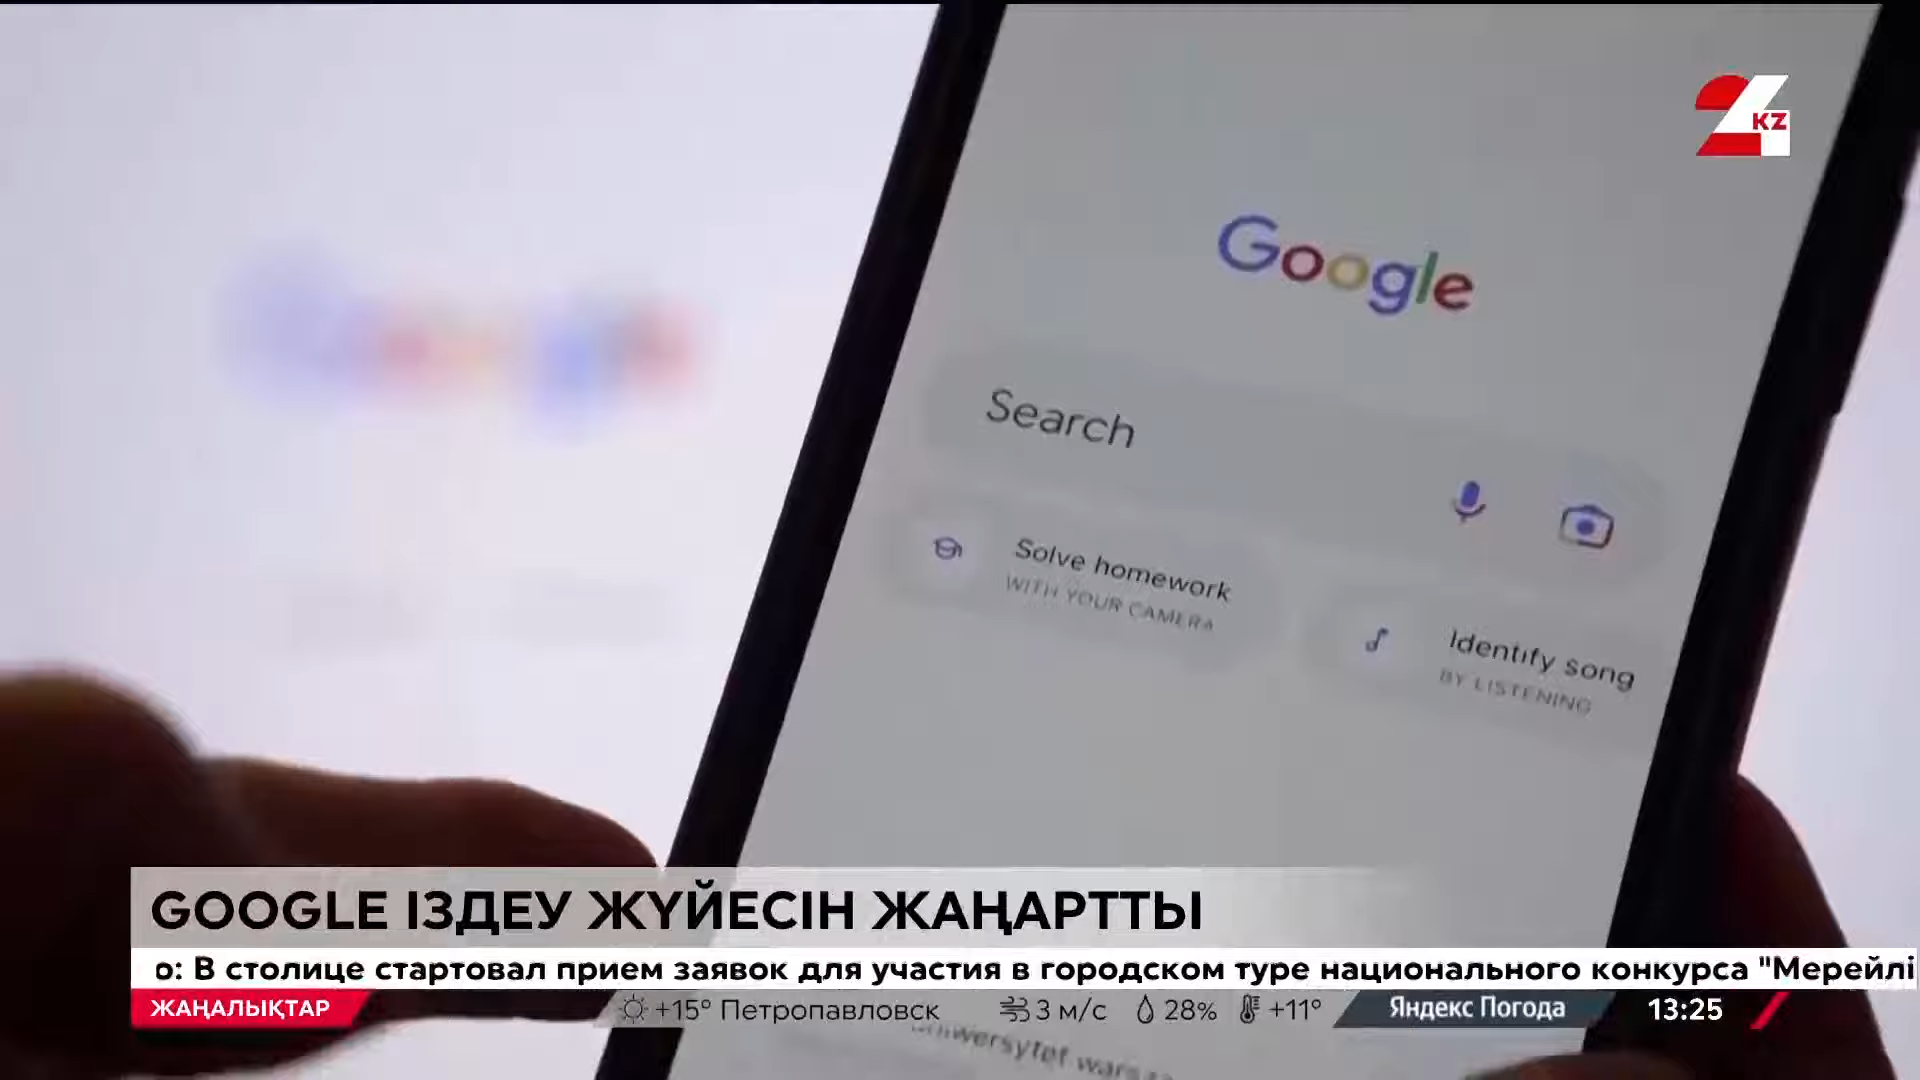 24 KZ
Google
Search
Solve homework
WITH YOUR CAMERA
Identify song
BY LISTENING
GOOGLE ІЗДЕУ ЖҮЙЕСІН ЖАҢАРТТЫ
о: В столице стартовал прием заявок для участия в городском туре национального конкурса "Мерейлі
ЖАҢАЛЫҚТАР
+15° Петропавловск 3 м/с 28% +11° Яндекс Погода 13:25